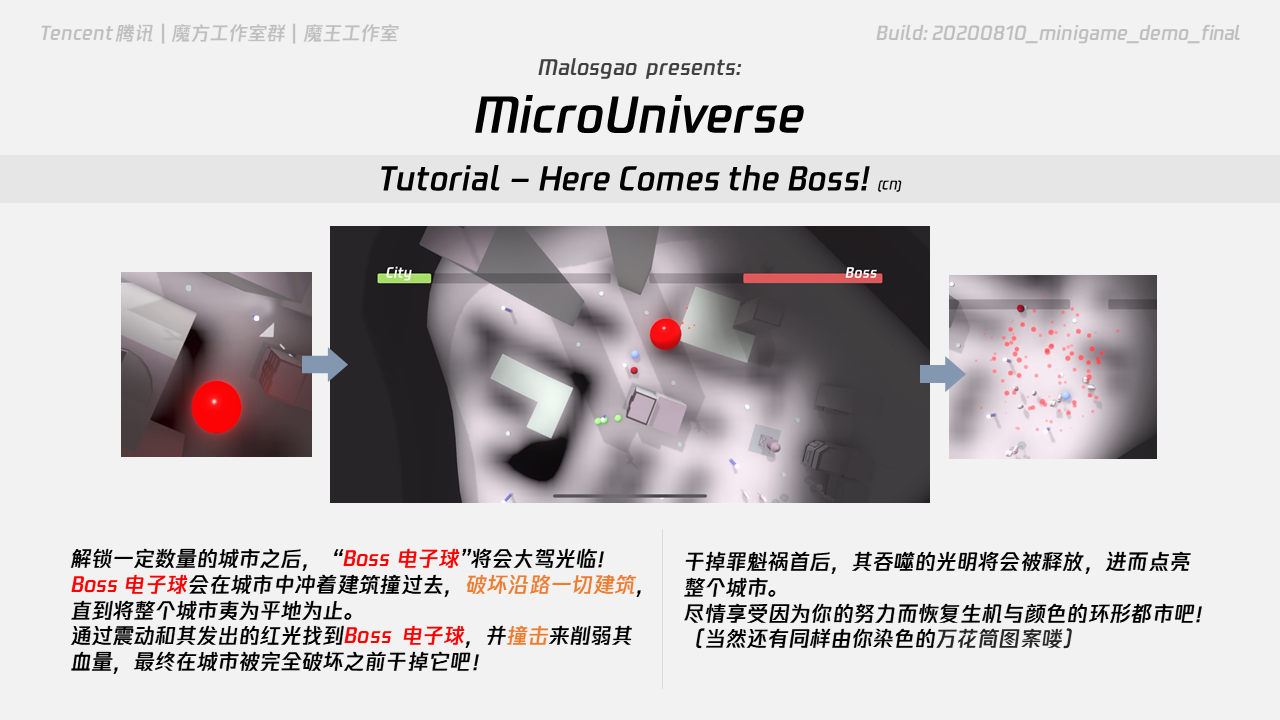 Tencent腾讯 | 魔方工作室群 | 魔王工作室
Build: 20200810_minigame_demo_final
Malosgao presents:
MicroUniverse
Tutorial – Here Comes the Boss! (CN)
City
Boss
解锁一定数量的城市之后，“Boss 电子球”将会大驾光临!
Boss 电子球会在城市中冲着建筑撞过去，破坏沿路一切建筑，
直到将整个城市夷为平地为止。
通过震动和其发出的红光找到Boss 电子球，并撞击来削弱其
血量，最终在城市被完全破坏之前干掉它吧!
干掉罪魁祸首后，其吞噬的光明将会被释放，进而点亮
整个城市。
尽情享受因为你的努力而恢复生机与颜色的环形都市吧!
（当然还有同样由你染色的万花筒图案喽）